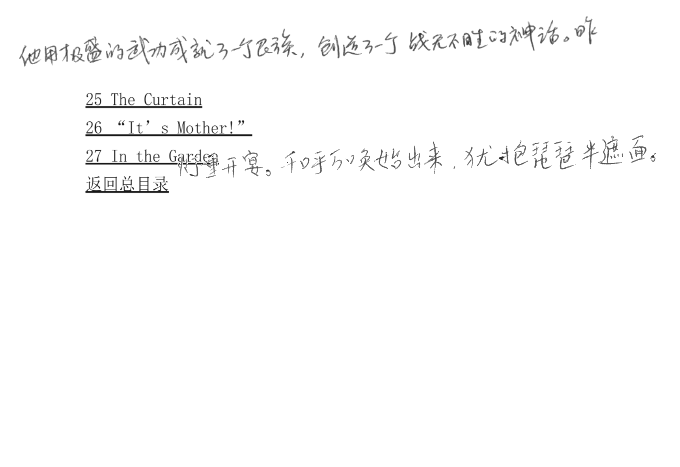 他用极盛的武功成就了一个民族，创造了一个战无不胜的神话。昨
25 The Curtain
26 “It’s Mother!”
27 In the Garde
灯重开宴。千呼万唤始出来，犹抱琵琶半遮面。
返回总目录